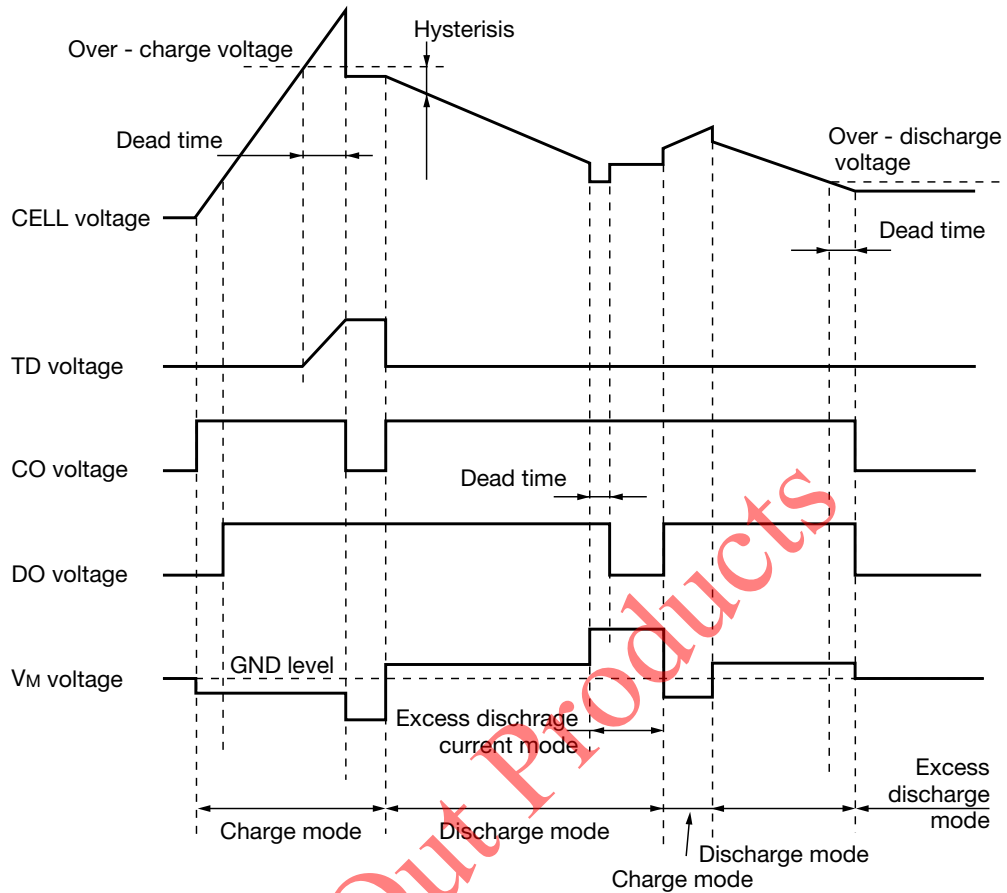 Hysterisis
Over - charge voltage
Dead time
Over - discharge
voltage
CELL voltage
Dead time
TD voltage
CO voltage
Dead time
DO voltage
GND level
VM voltage
Excess dischrage
current mode
Excess
discharge
mode
Charge mode
Discharge mode
Discharge mode
Charge mode
Out Products